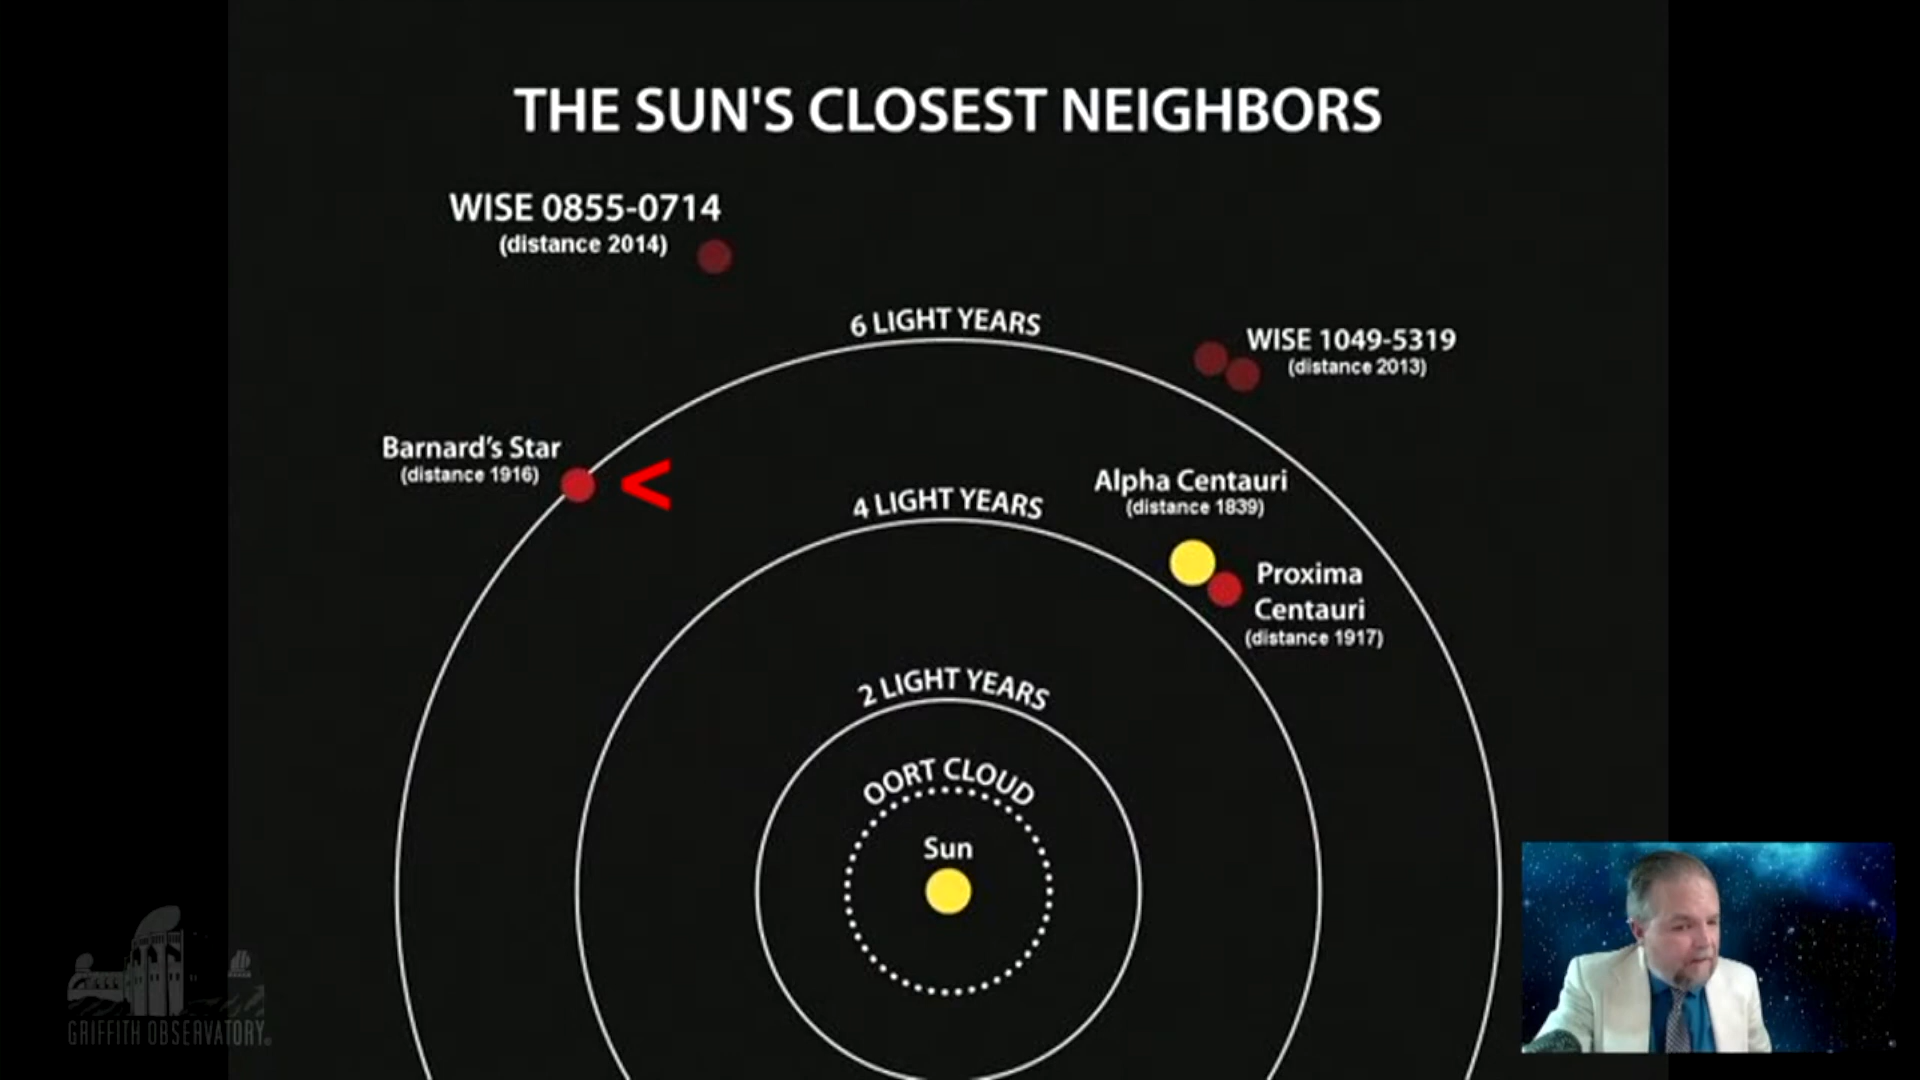 THE SUN'S CLOSEST NEIGHBORS
WISE 0855-0714
(distance 2014)
6 LIGHT YEARS
WISE 1049-5319
(distance 2013)
Barnard's Star
(distance 1916)
<
Alpha Centauri
(distance 1839)
4 LIGHT YEARS
Proxima
Centauri
(distance 1917)
2 LIGHT YEARS
OORT CLOUD
Sun
GRIFFITH OBSERVATORY®